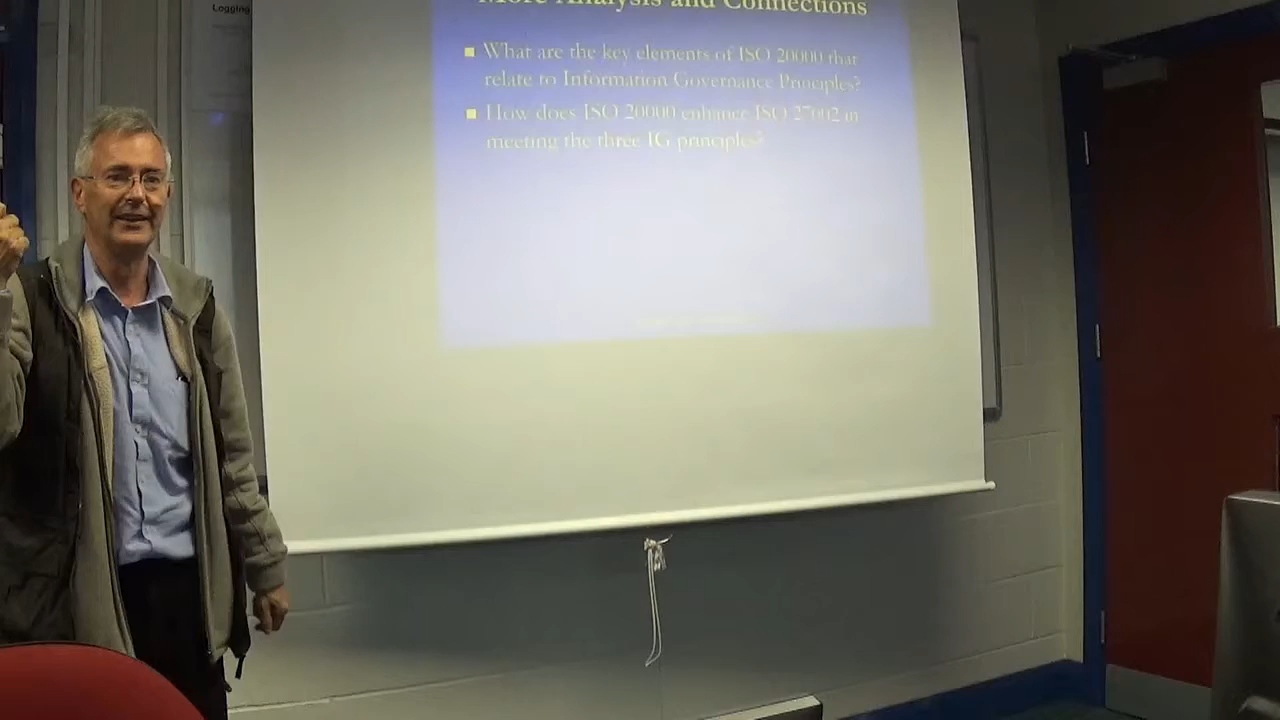 Logging
More Analysis and Connections
What are the key elements of ISO 20000 that
relate to Information Governance Principles?
How does ISO 20000 enhance ISO 27002 in
meeting the three IG principles?